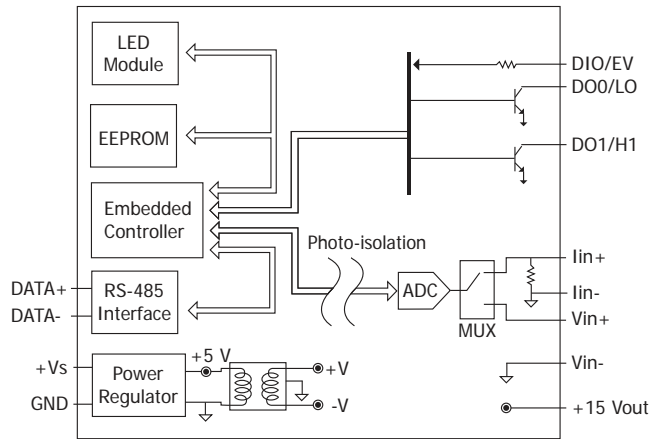 LED
Module
EEPROM
Embedded
Controller
RS-485
Interface
DATA+
DATA-
+Vs
GND
Power
Regulator
+5 V
+V
-V
Photo-isolation
ADC
MUX
DIO/EV
DO0/LO
DO1/H1
Iin+
Iin-
Vin+
Vin-
+15 Vout